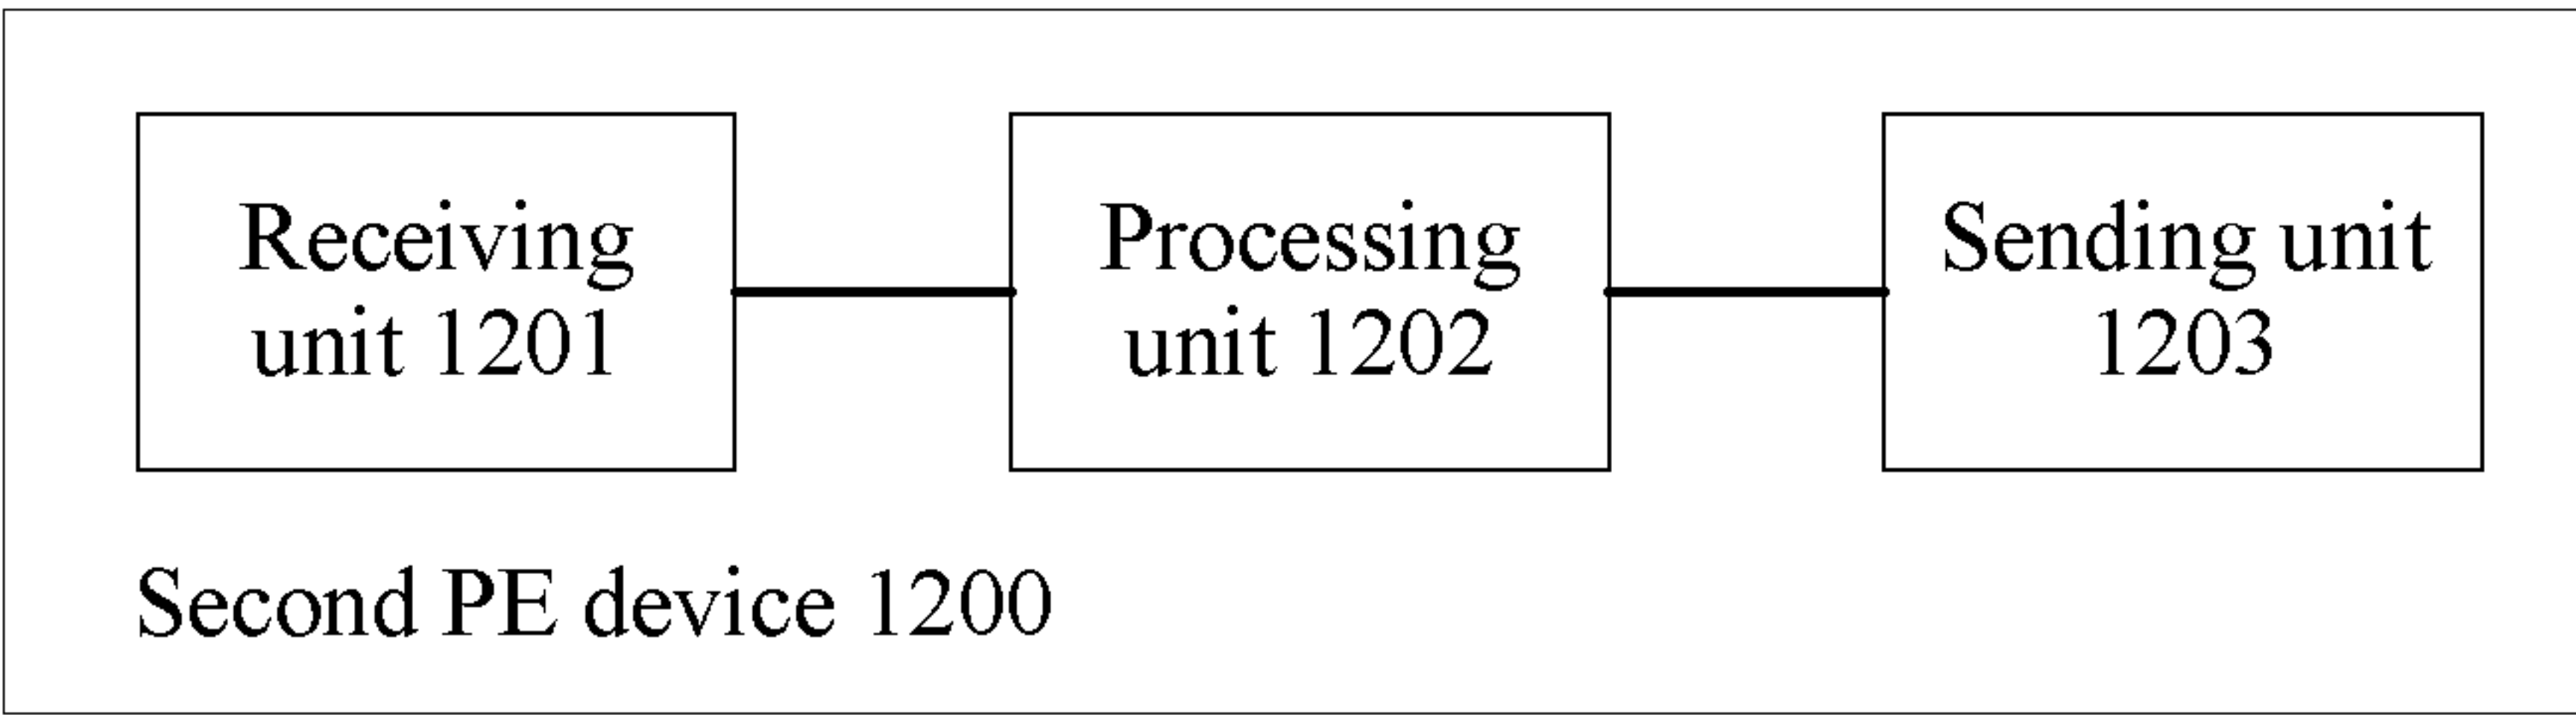 Receiving
unit 1201
Processing
unit 1202
Sending unit
1203
Second PE device 1200